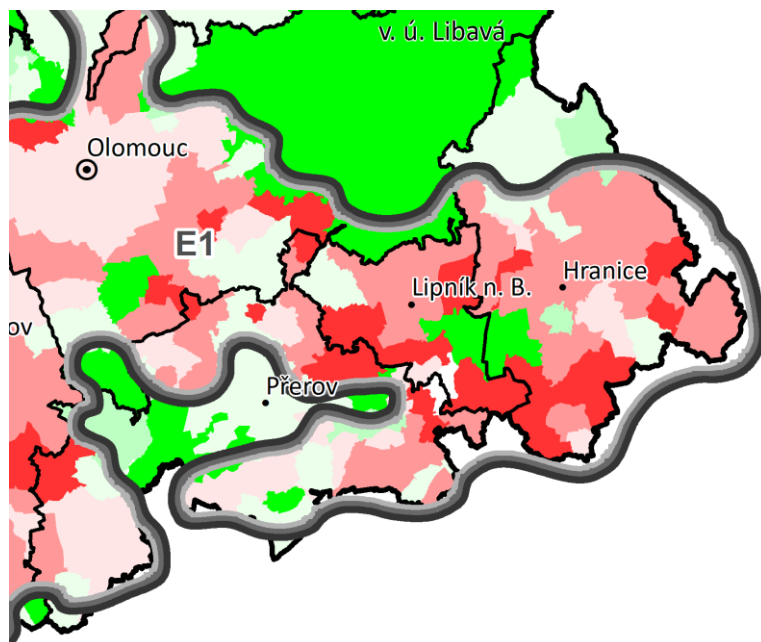 v. ú. Libavá
Olomouc
E1
Hranice
Lipník n. B.
ov
Přerov